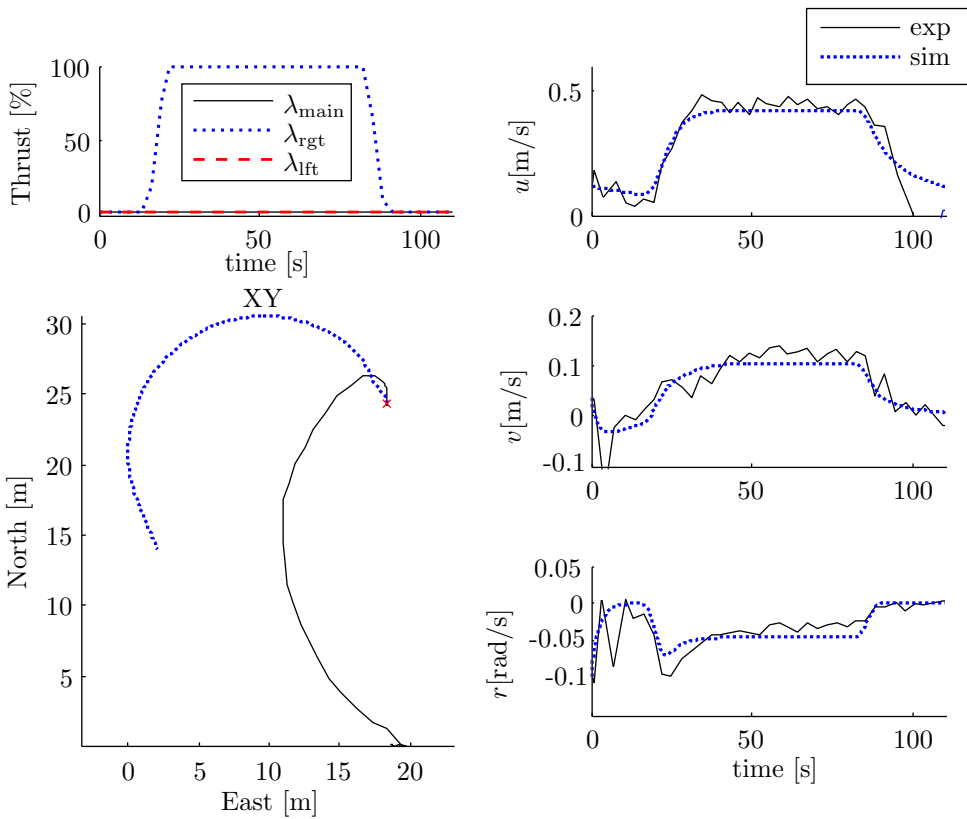 100
50
0
Thrust [%]
λmain
λrgt
λlft
0
50
100
time [s]
XY
30
25
20
15
10
5
North [m]
0
5
10
15
20
East [m]
exp
sim
0.5
0
u[m/s]
0
50
100
0.2
0.1
0
-0.1
v[m/s]
0
50
100
0.05
0
-0.05
-0.1
r[rad/s]
0
50
100
time [s]